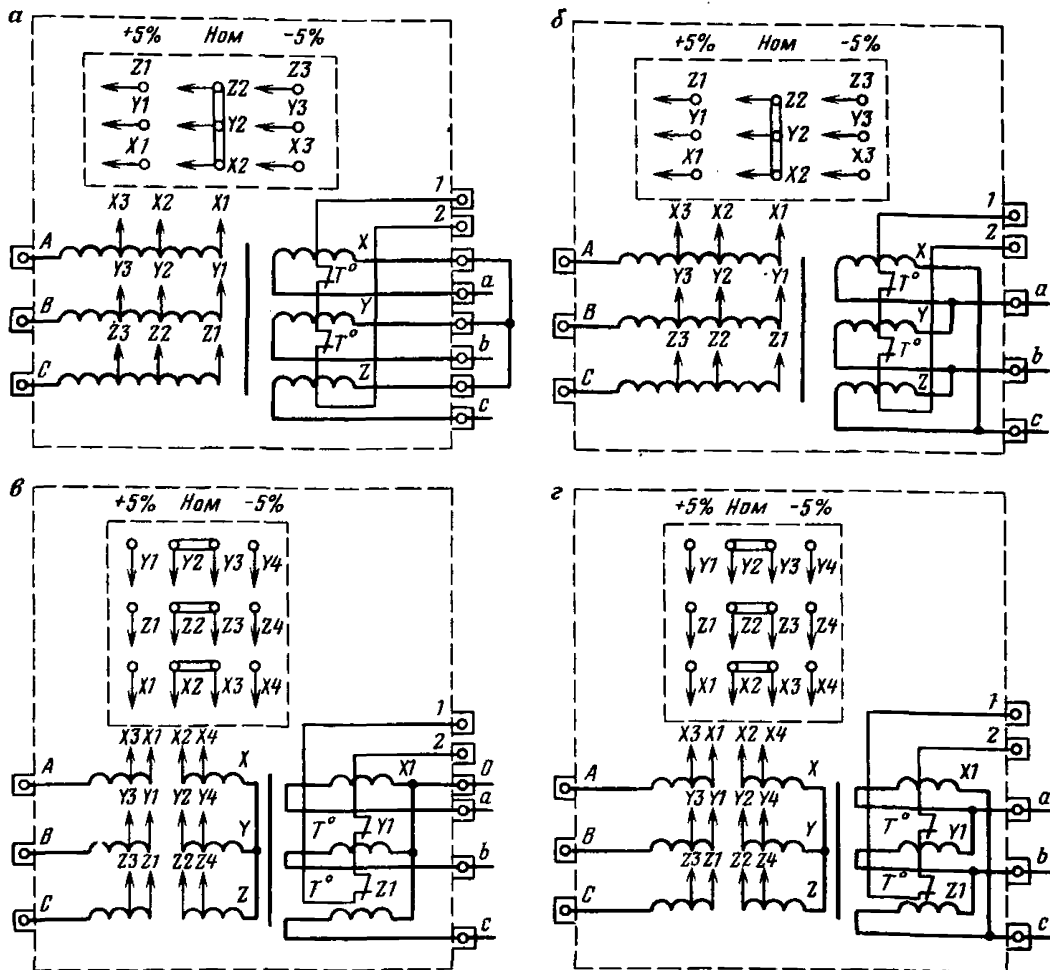 а
+5% Ном -5%
Z1 Z2 Z3
Y1 Y2 Y3
X1 X2 X3
X3 X2 X1
A
Y3 Y2 Y1
B
Z3 Z2 Z1
C
1
2
X
T°
a
Y
T°
b
Z
c
б
+5% Ном -5%
Z1 Z2 Z3
Y1 Y2 Y3
X1 X2 X3
X3 X2 X1
A
Y3 Y2 Y1
B
Z3 Z2 Z1
C
1
2
X
T°
a
Y
T°
b
Z
c
в
+5% Ном -5%
Y1 Y2 Y3 Y4
Z1 Z2 Z3 Z4
X1 X2 X3 X4
X3 X1 X2 X4
A X
Y3 Y1 Y2 Y4
B Y
Z3 Z1 Z2 Z4
C Z
1
2
X1 0
a
T° Y1
b
T° Z1
c
г
+5% Ном -5%
Y1 Y2 Y3 Y4
Z1 Z2 Z3 Z4
X1 X2 X3 X4
X3 X1 X2 X4
A X
Y3 Y1 Y2 Y4
B Y
Z3 Z1 Z2 Z4
C Z
1
2
X1
a
T° Y1
b
T° Z1
c